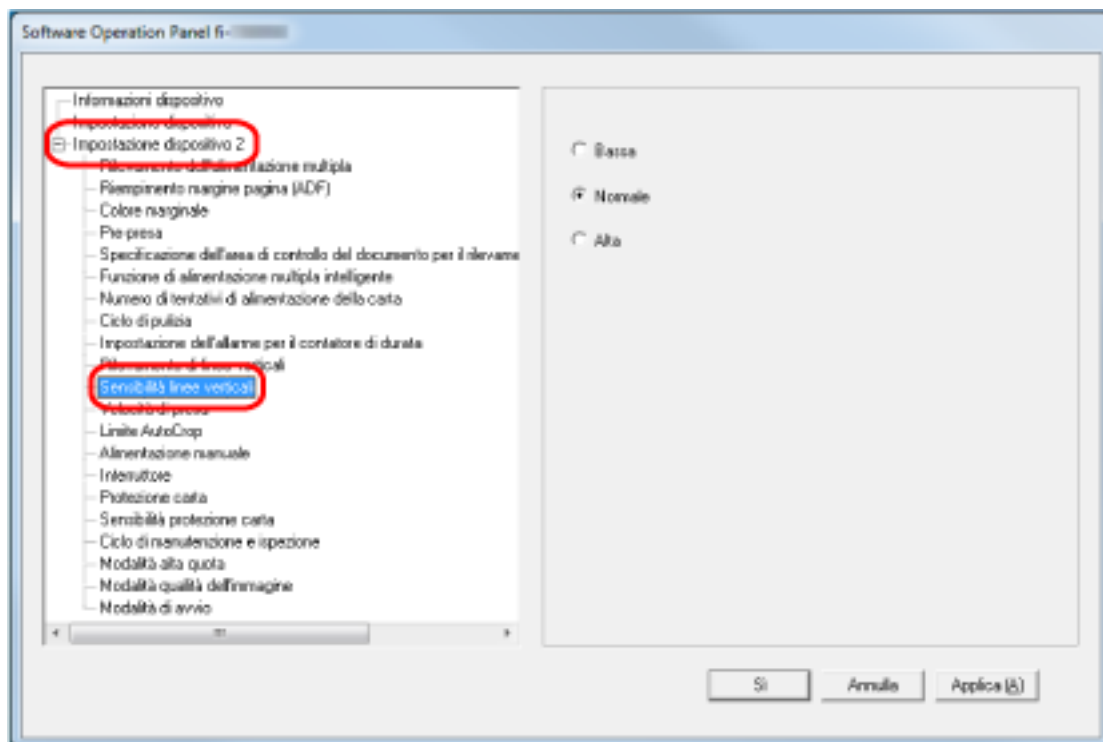 Software Operation Panel fi-
Informazioni dispositivo
Impostazione dispositivo
Impostazione dispositivo 2
Rilevamento dell'alimentazione multipla
Riempimento margine pagina (ADF)
Colore marginale
Pre-presa
Specificazione dell'area di controllo del documento per il rilevame
Funzione di alimentazione multipla intelligente
Numero di tentativi di alimentazione della carta
Ciclo di pulizia
Impostazione dell'allarme per il contatore di durata
Rilevamento di linee verticali
Sensibilità linee verticali
Velocità di presa
Limite AutoCrop
Alimentazione manuale
Interruttore
Protezione carta
Sensibilità protezione carta
Ciclo di manutenzione e ispezione
Modalità alta quota
Modalità qualità dell'immagine
Modalità di avvio
Bassa
Normale
Alta
Sì
Annulla
Applica (A)